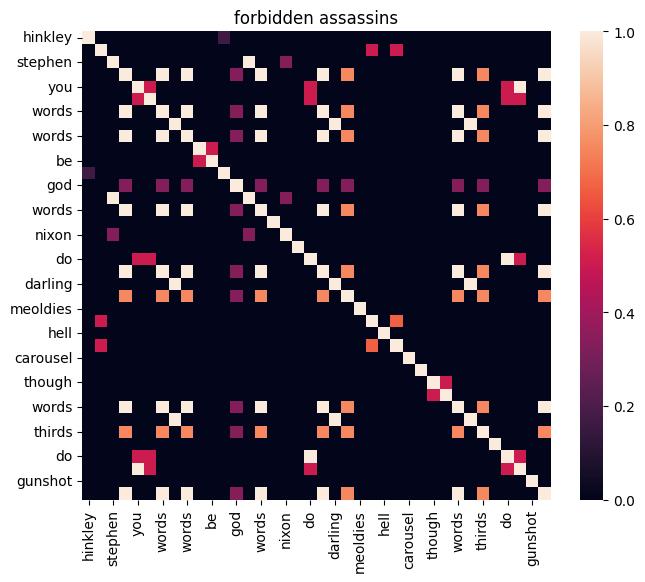 forbidden assassins
hinkley
stephen
you
words
words
be
god
words
nixon
do
darling
meoldies
hell
carousel
though
words
thirds
do
gunshot
1.0
0.8
0.6
0.4
0.2
0.0
hinkley
stephen
you
words
words
be
god
words
nixon
do
darling
meoldies
hell
carousel
though
words
thirds
do
gunshot